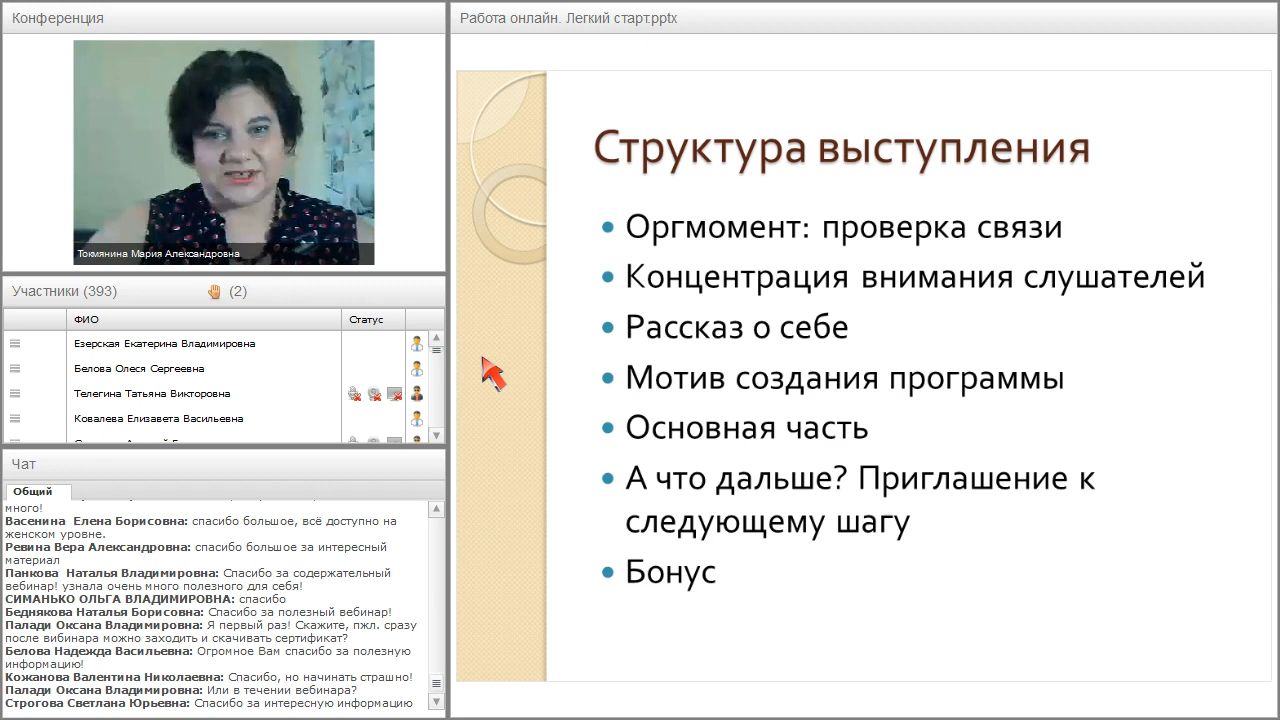 Конференция
Токмянина Мария Александровна
Участники (393)
(2)
ФИО
Статус
Езерская Екатерина Владимировна
Белова Олеся Сергеевна
Телегина Татьяна Викторовна
Ковалева Елизавета Васильевна
Чат
Общий
много!
Васенина Елена Борисовна: спасибо большое, всё доступно на
женском уровне.
Ревина Вера Александровна: спасибо большое за интересный
материал
Панкова Наталья Владимировна: Спасибо за содержательный
вебинар! узнала очень много полезного для себя!
СИМАНЬКО ОЛЬГА ВЛАДИМИРОВНА: спасибо
Беднякова Наталья Борисовна: Спасибо за полезный вебинар!
Палади Оксана Владимировна: Я первый раз! Скажите, пжл. сразу
после вибинара можно заходить и скачивать сертификат?
Белова Надежда Васильевна: Огромное Вам спасибо за полезную
информацию!
Кожанова Валентина Николаевна: Спасибо, но начинать страшно!
Палади Оксана Владимировна: Или в течении вебинара?
Строгова Светлана Юрьевна: Спасибо за интересную информацию
Работа онлайн. Легкий старт.pptx
Структура выступления
• Оргмомент: проверка связи
• Концентрация внимания слушателей
• Рассказ о себе
• Мотив создания программы
• Основная часть
• А что дальше? Приглашение к
следующему шагу
• Бонус